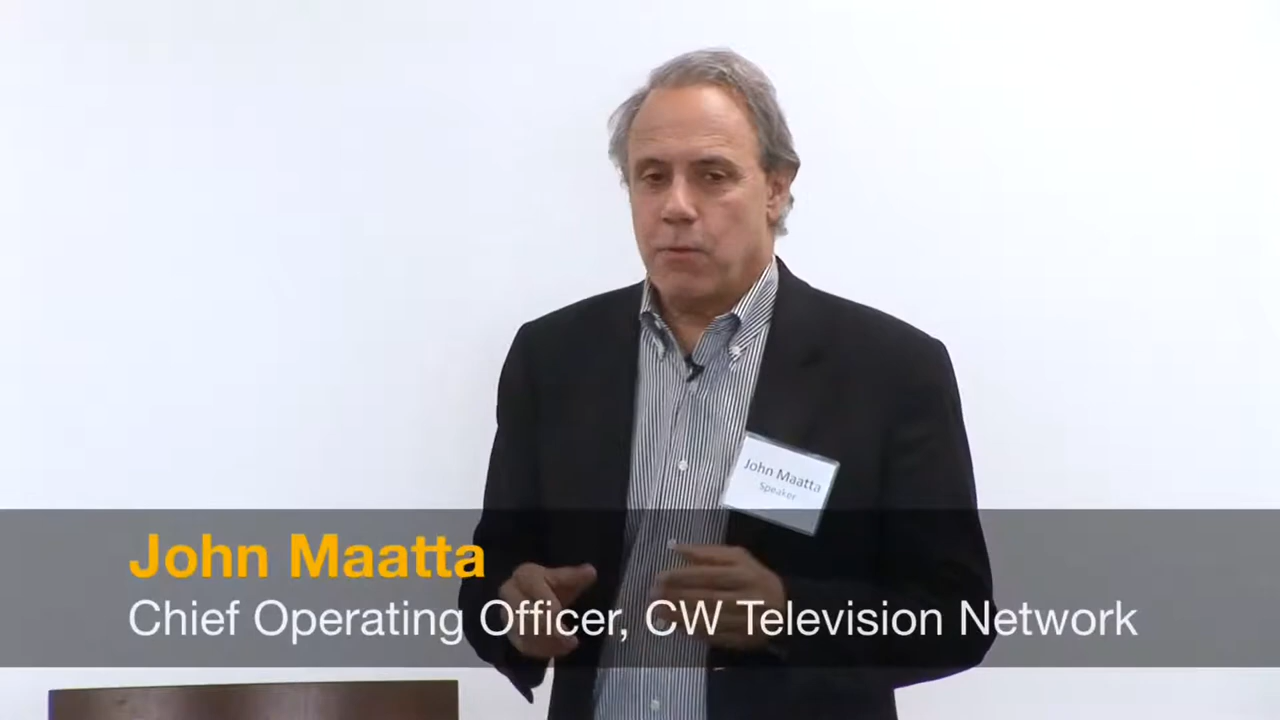 John Maatta
Speaker
John Maatta
Chief Operating Officer, CW Television Network